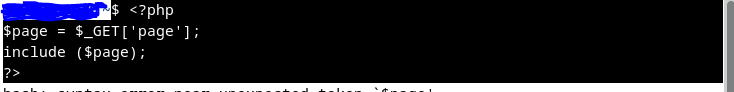 ~$ <?php
$page = $_GET['page'];
include ($page);
?>
bash: syntax error near unexpected token `$page'